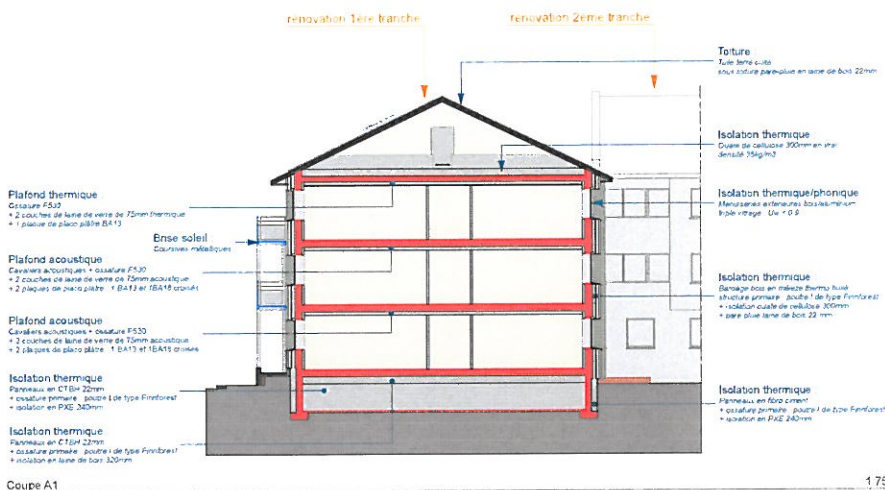 rénovation 1ère tranche
rénovation 2ème tranche
Toiture
Tuile terre cuite
sous toiture pare-pluie en laine de bois 22mm
Isolation thermique
Ouate de cellulose 300mm en vrac
densité 35kg/m3
Isolation thermique/phonique
Menuiseries extérieures bois/aluminium
triple vitrage Uw = 0.9
Isolation thermique
Bardage bois en mélèze thermo huilé
structure primaire poutre I de type Finnforest
+ isolation ouate de cellulose 300mm
+ pare pluie laine de bois 22 mm
Isolation thermique
Panneaux en fibro ciment
+ ossature primaire poutre I de type Finnforest
+ isolation en PXE 240mm
Plafond thermique
Ossature F530
+ 2 couches de laine de verre de 75mm thermique
+ 1 plaque de placo plâtre BA13
Brise soleil
Coursives métalliques
Plafond acoustique
Cavaliers acoustiques + ossature F530
+ 2 couches de laine de verre de 75mm acoustique
+ 2 plaques de placo plâtre : 1 BA13 et 1BA18 croisés
Plafond acoustique
Cavaliers acoustiques + ossature F530
+ 2 couches de laine de verre de 75mm acoustique
+ 2 plaques de placo plâtre : 1 BA13 et 1BA18 croisés
Isolation thermique
Panneaux en CTBH 22mm
+ ossature primaire : poutre I de type Finnforest
+ isolation en PXE 240mm
Isolation thermique
Panneaux en CTBH 22mm
+ ossature primaire : poutre I de type Finnforest
+ isolation en laine de bois 320mm
Coupe A1